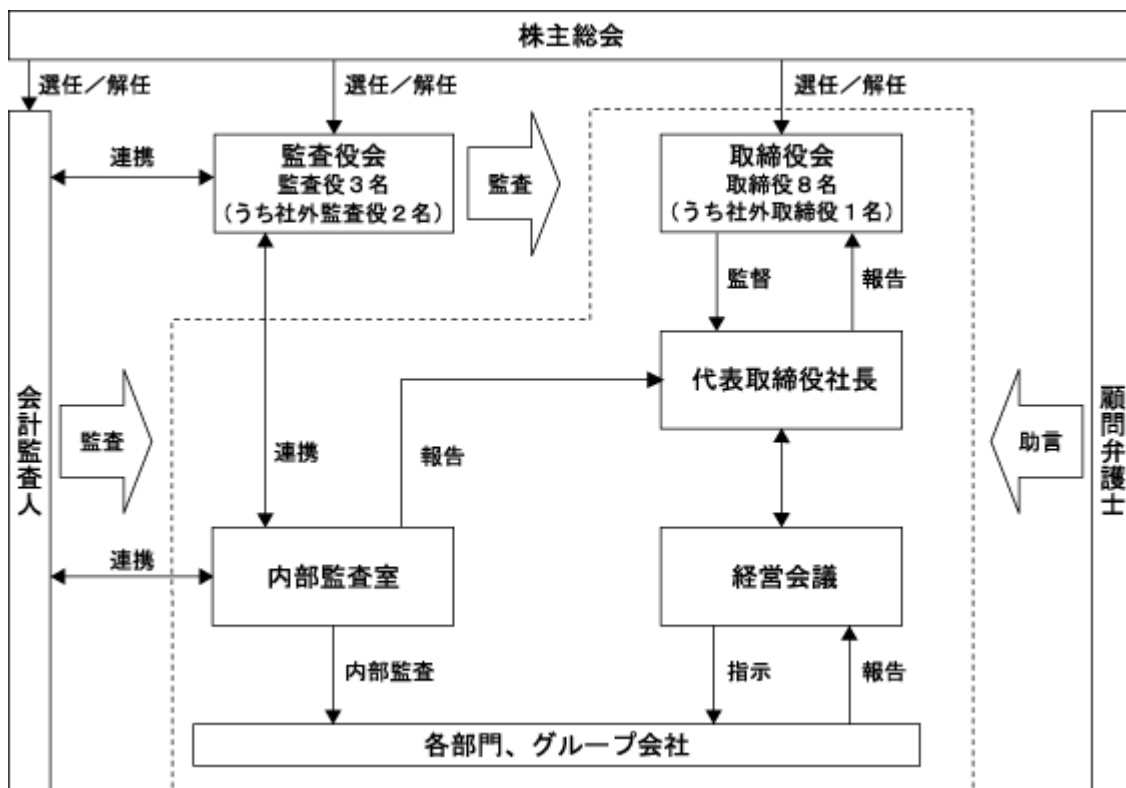 株主総会
選任／解任
選任／解任
選任／解任
連携
監査役会
監査役３名
（うち社外監査役２名）
監査
取締役会
取締役８名
（うち社外取締役１名）
監督
報告
代表取締役社長
会計監査人
監査
連携
報告
助言
顧問弁護士
連携
内部監査室
経営会議
内部監査
指示
報告
各部門、グループ会社